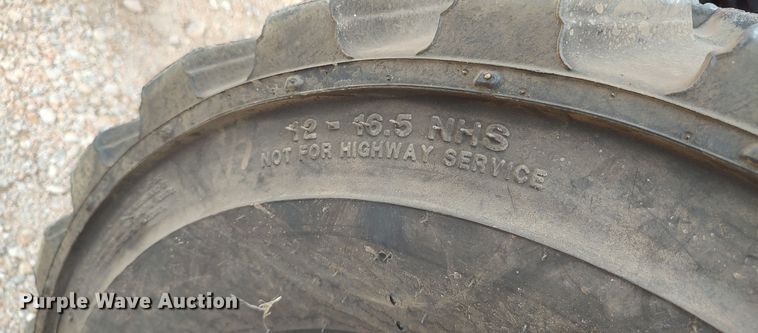 12-16.5 NHS
NOT FOR HIGHWAY SERVICE
Purple Wave Auction®